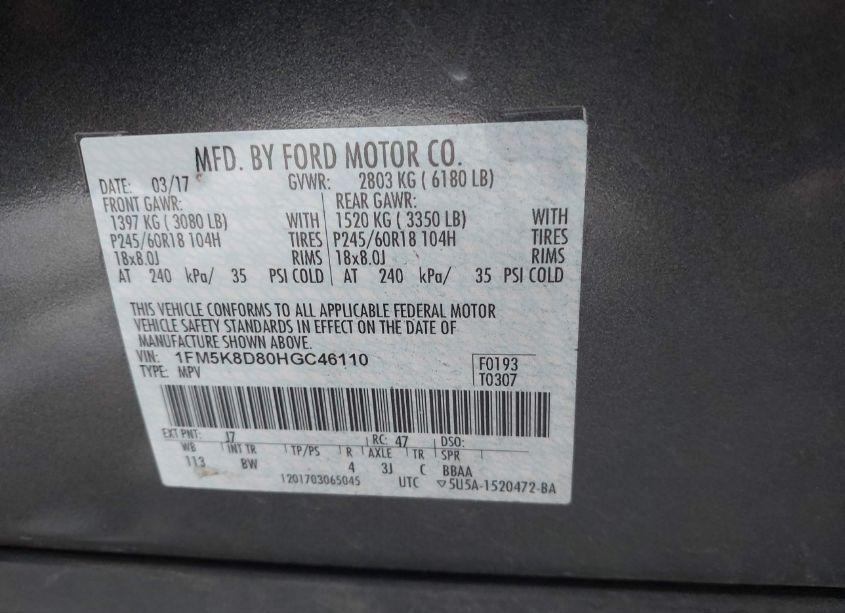 MFD. BY FORD MOTOR CO.
DATE: 03/17 GVWR: 2803 KG ( 6180 LB)
FRONT GAWR: REAR GAWR:
1397 KG ( 3080 LB) WITH 1520 KG ( 3350 LB) WITH
P245/60R18 104H TIRES P245/60R18 104H TIRES
18x8.0J RIMS 18x8.0J RIMS
AT 240 kPa/ 35 PSI COLD AT 240 kPa/ 35 PSI COLD
THIS VEHICLE CONFORMS TO ALL APPLICABLE FEDERAL MOTOR
VEHICLE SAFETY STANDARDS IN EFFECT ON THE DATE OF
MANUFACTURE SHOWN ABOVE.
VIN: 1FM5K8D80HGC46110 F0193
TYPE: MPV T0307
EXT PNT: J7 RC: 47 DSO:
WB INT TR TP/PS R AXLE TR SPR
113 BW 4 3J C BBAA
1201703065045 UTC ▽5U5A-1520472-BA